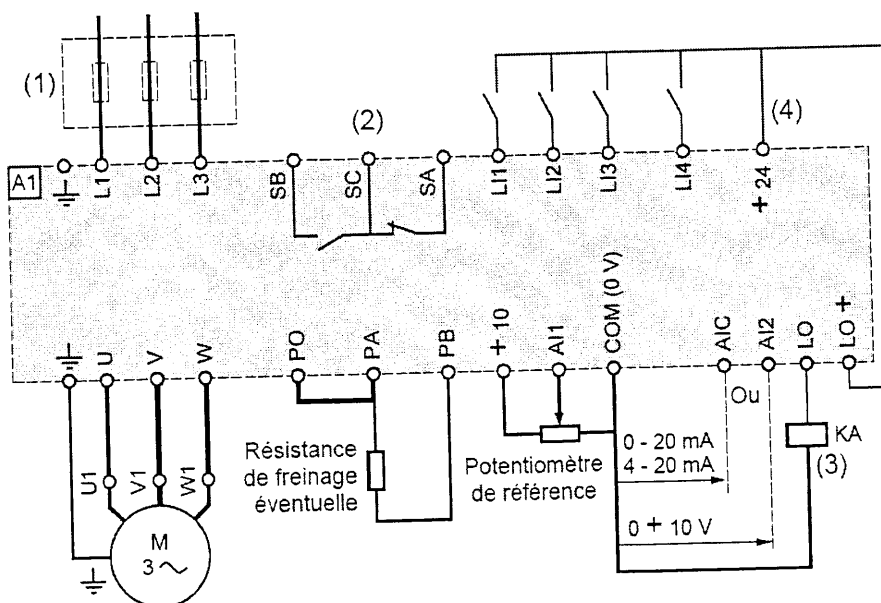 (1)
(2)
(4)
A1
L1
L2
L3
SB
SC
SA
LI1
LI2
LI3
LI4
+ 24
U
V
W
PO
PA
PB
+ 10
AI1
COM (0 V)
AIC
AI2
LO
LO +
Ou
U1
V1
W1
Résistance
de freinage
éventuelle
Potentiomètre
de référence
0 - 20 mA
4 - 20 mA
KA
(3)
0 + 10 V
M
3 ~